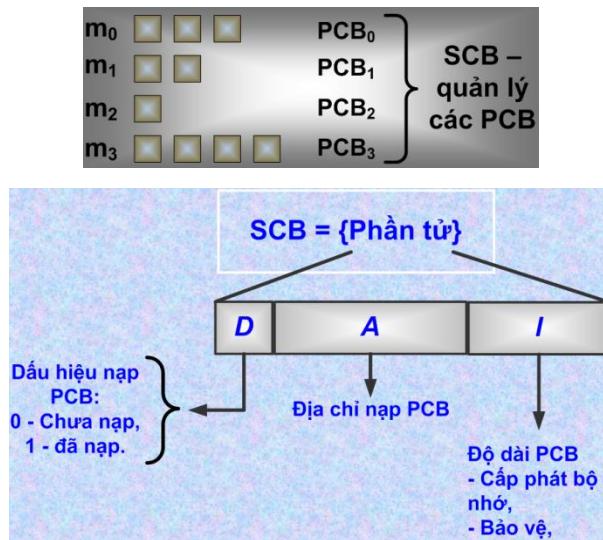 m₀ PCB₀
m₁ PCB₁
m₂ PCB₂
m₃ PCB₃
SCB –
quản lý
các PCB
SCB = {Phần tử}
D A I
Dấu hiệu nạp
PCB:
0 - Chưa nạp,
1 - đã nạp.
Địa chỉ nạp PCB
Độ dài PCB
- Cấp phát bộ
nhớ,
- Bảo vệ,